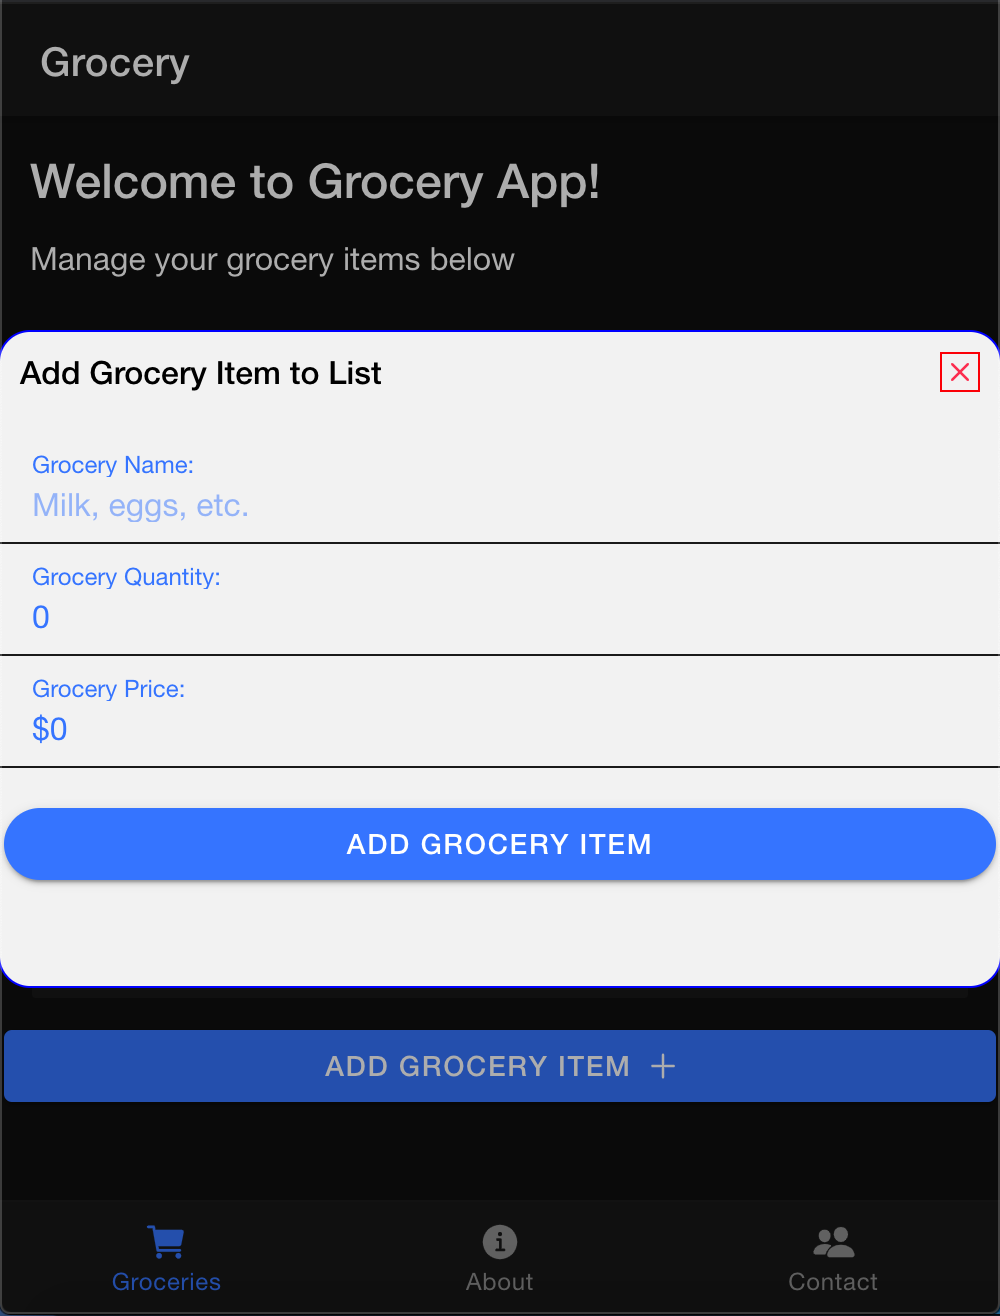 Grocery
Welcome to Grocery App!
Manage your grocery items below
Add Grocery Item to List
Grocery Name:
Milk, eggs, etc.
Grocery Quantity:
0
Grocery Price:
$0
ADD GROCERY ITEM
ADD GROCERY ITEM +
Groceries
About
Contact